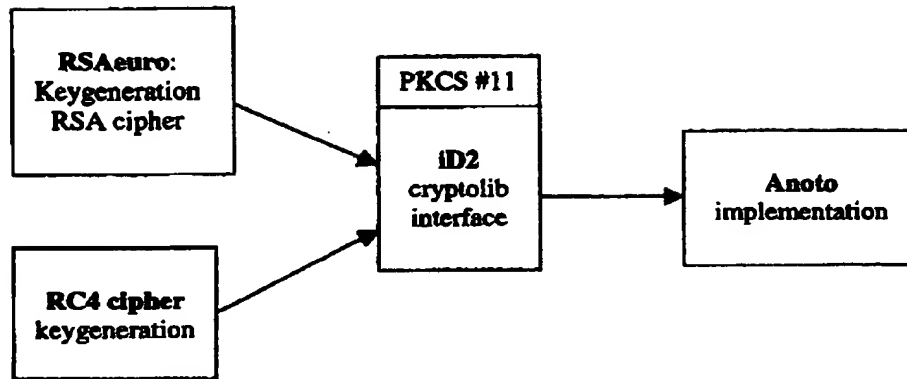 RSAeuro:
Keygeneration
RSA cipher
PKCS #11
iD2
cryptolib
interface
Anoto
implementation
RC4 cipher
keygeneration